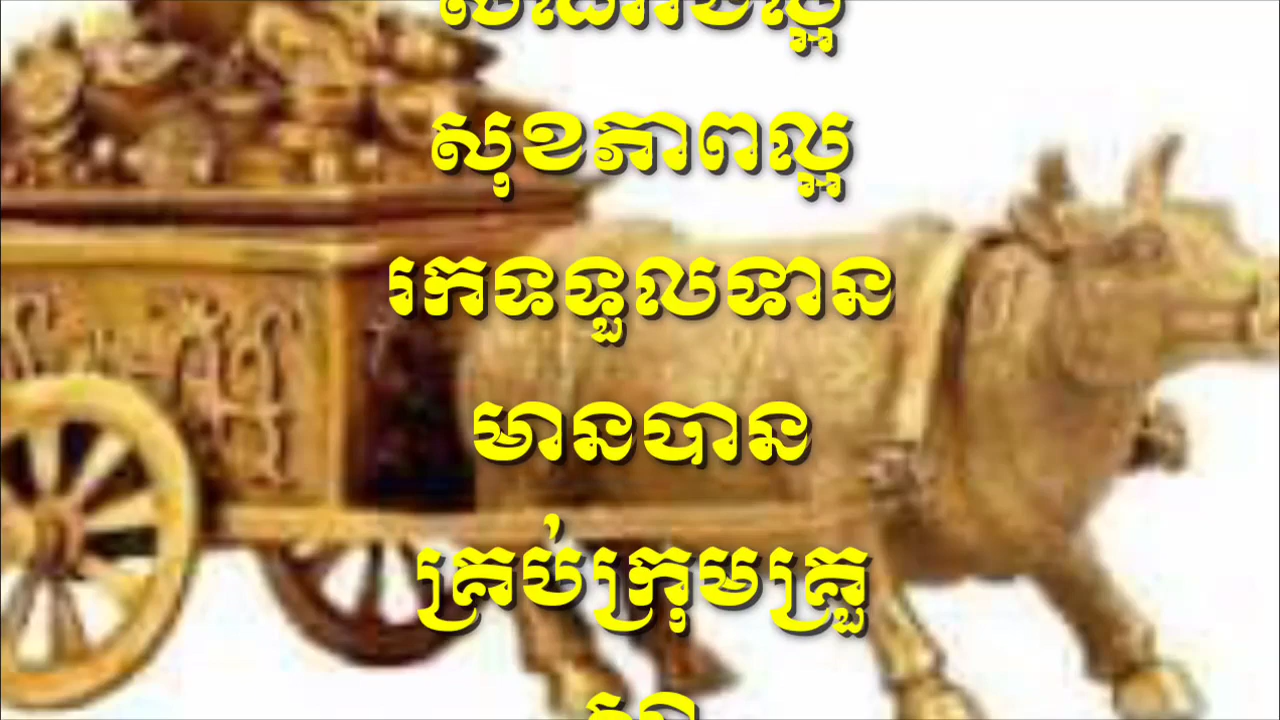 សុខភាពល្អ
រកទទួលទាន
មានបាន
គ្រប់ក្រុមគ្រួ
សា